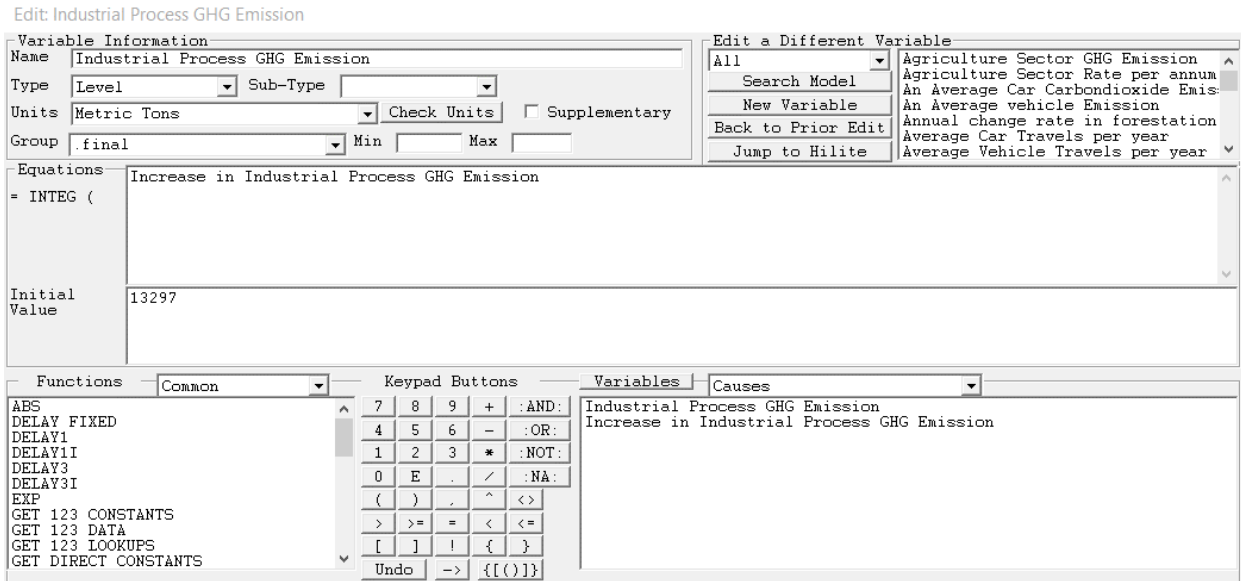 Edit: Industrial Process GHG Emission
Variable Information
Name Industrial Process GHG Emission
Type Level Sub-Type
Units Metric Tons Check Units Supplementary
Group .final Min Max
Edit a Different Variable
All
Search Model
New Variable
Back to Prior Edit
Jump to Hilite
Agriculture Sector GHG Emission
Agriculture Sector Rate per annum
An Average Car Carbondioxide Emis
An Average vehicle Emission
Annual change rate in forestation
Average Car Travels per year
Average Vehicle Travels per year
Equations
= INTEG (
Increase in Industrial Process GHG Emission
Initial
Value
13297
Functions Common
ABS
DELAY FIXED
DELAY1
DELAY1I
DELAY3
DELAY3I
EXP
GET 123 CONSTANTS
GET 123 DATA
GET 123 LOOKUPS
GET DIRECT CONSTANTS
Keypad Buttons
7 8 9 + :AND:
4 5 6 - :OR:
1 2 3 * :NOT:
0 E . / :NA:
( ) , ^ <>
> >= = < <=
[ ] ! { }
Undo -> {[()]}
Variables Causes
Industrial Process GHG Emission
Increase in Industrial Process GHG Emission